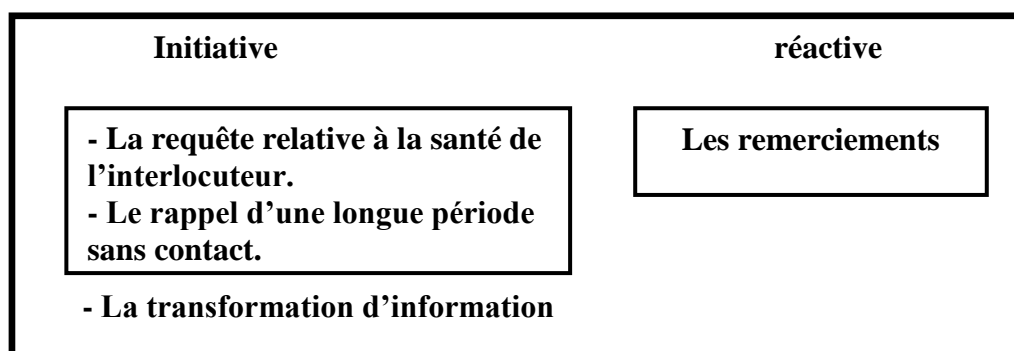 Initiative réactive
- La requête relative à la santé de
l’interlocuteur.
- Le rappel d’une longue période
sans contact.
Les remerciements
- La transformation d’information